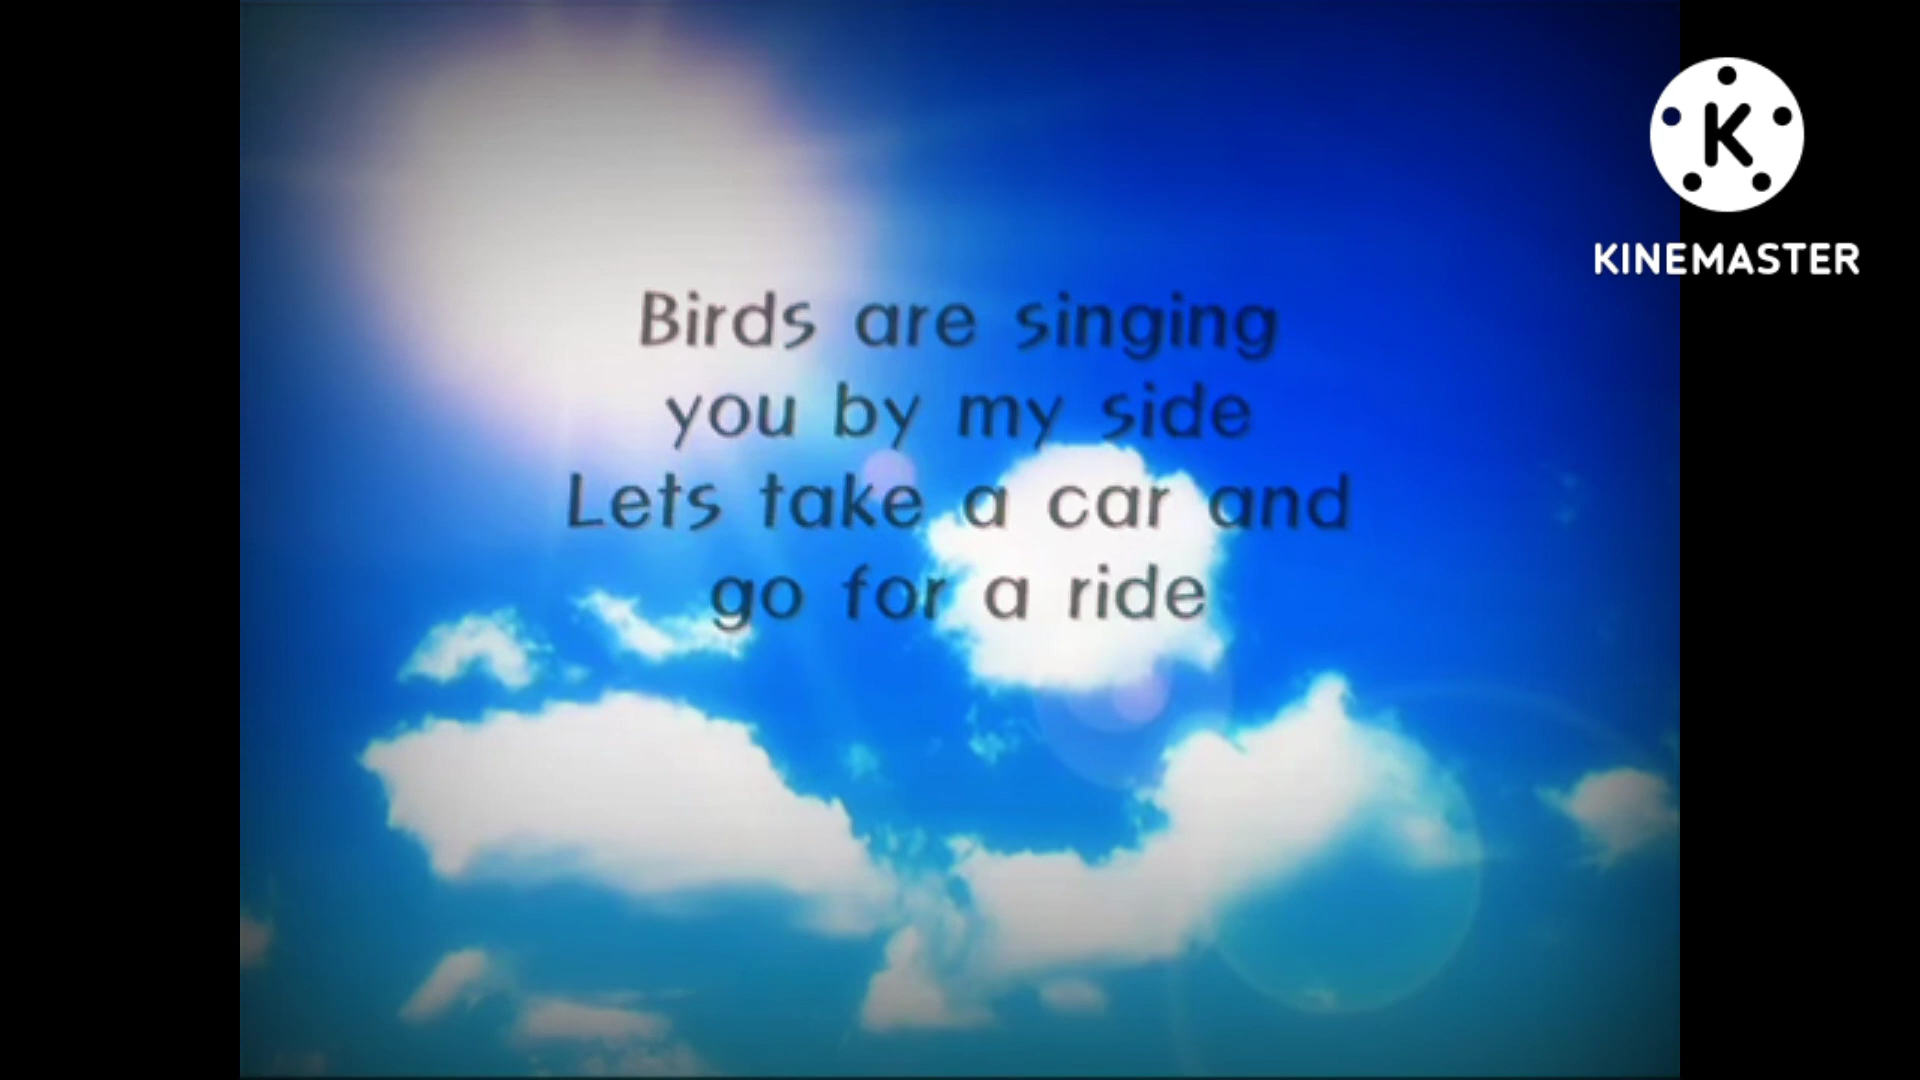 KINEMASTER
Birds are singing
you by my side
Lets take a car and
go for a ride